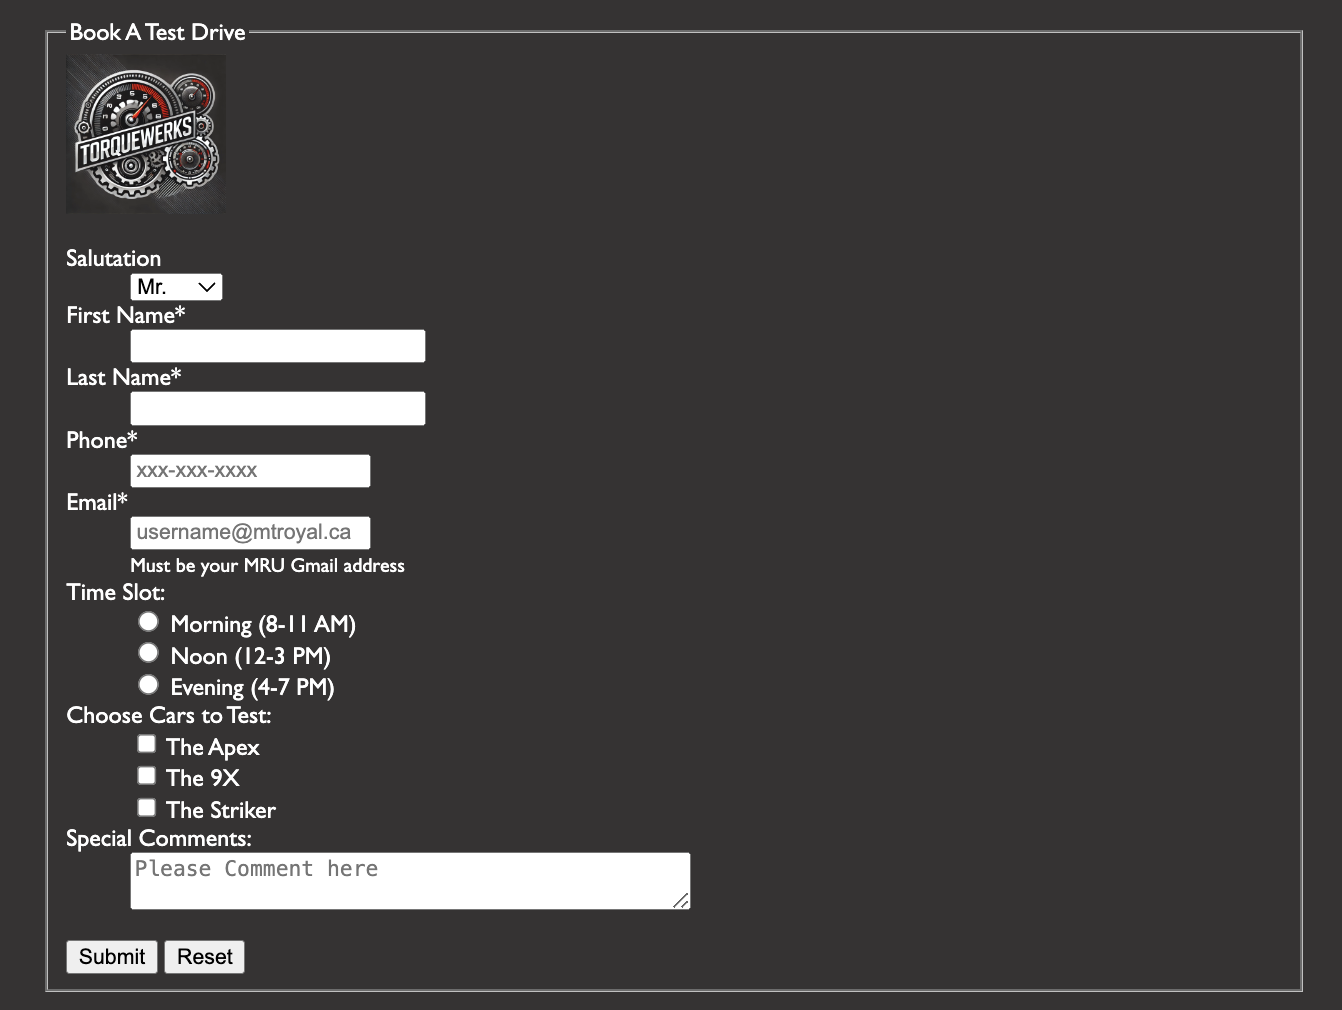 Book A Test Drive
TORQUEWERKS
Salutation
Mr.
First Name*
Last Name*
Phone*
xxx-xxx-xxxx
Email*
username@mtroyal.ca
Must be your MRU Gmail address
Time Slot:
Morning (8-11 AM)
Noon (12-3 PM)
Evening (4-7 PM)
Choose Cars to Test:
The Apex
The 9X
The Striker
Special Comments:
Please Comment here
Submit Reset